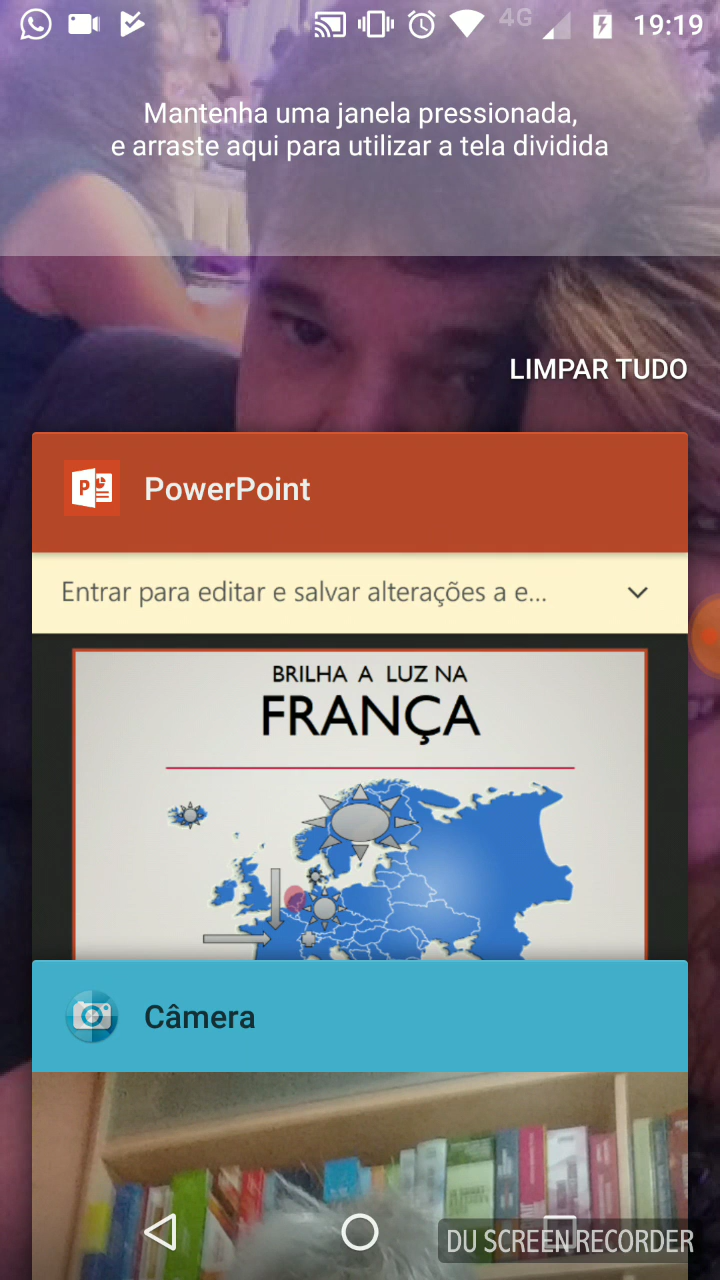 4G
19:19
Mantenha uma janela pressionada,
e arraste aqui para utilizar a tela dividida
LIMPAR TUDO
PowerPoint
Entrar para editar e salvar alterações a e...
BRILHA A LUZ NA
FRANÇA
Câmera
DU SCREEN RECORDER